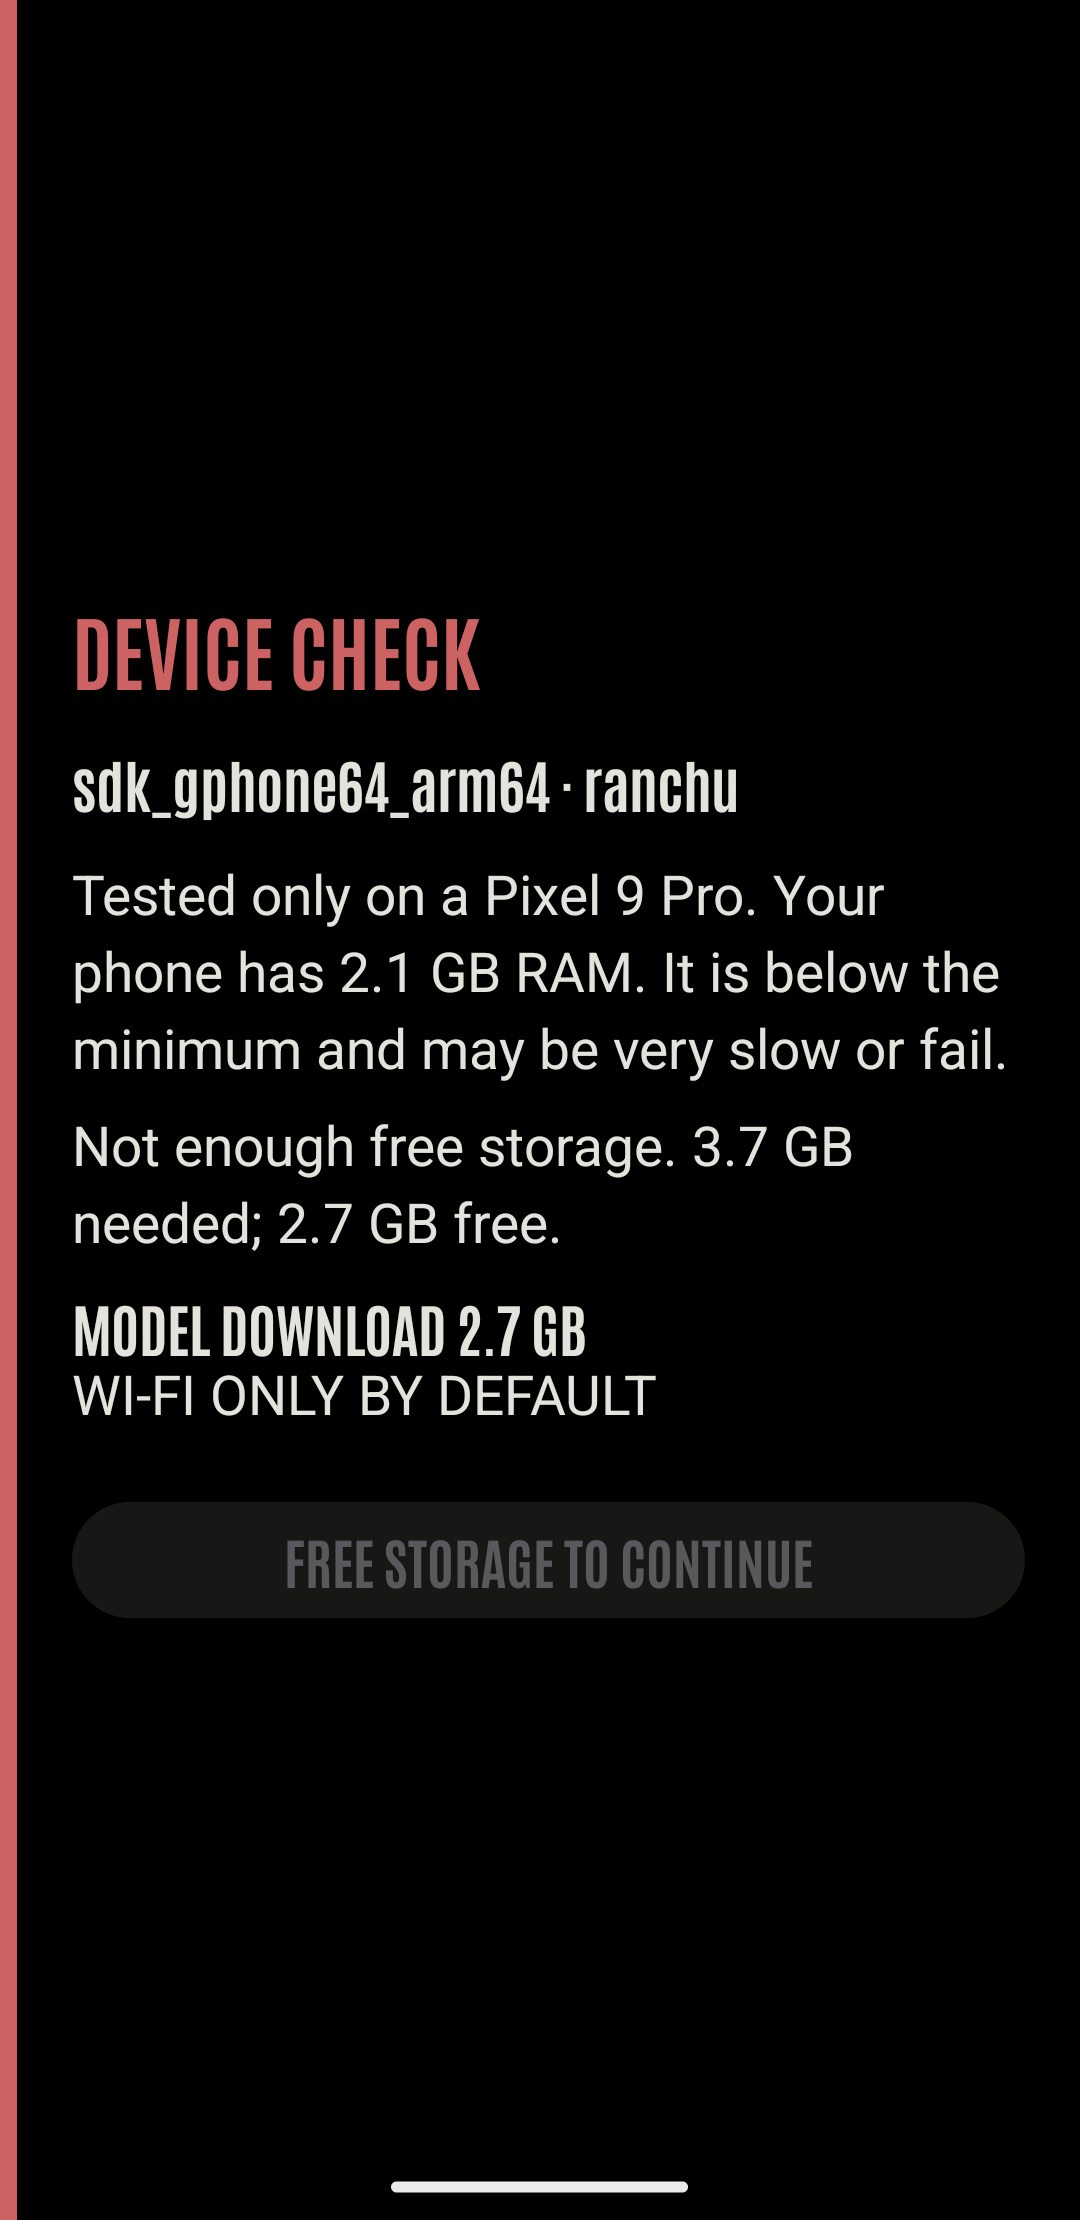 DEVICE CHECK
sdk_gphone64_arm64 · ranchu
Tested only on a Pixel 9 Pro. Your
phone has 2.1 GB RAM. It is below the
minimum and may be very slow or fail.
Not enough free storage. 3.7 GB
needed; 2.7 GB free.
MODEL DOWNLOAD 2.7 GB
WI-FI ONLY BY DEFAULT
FREE STORAGE TO CONTINUE